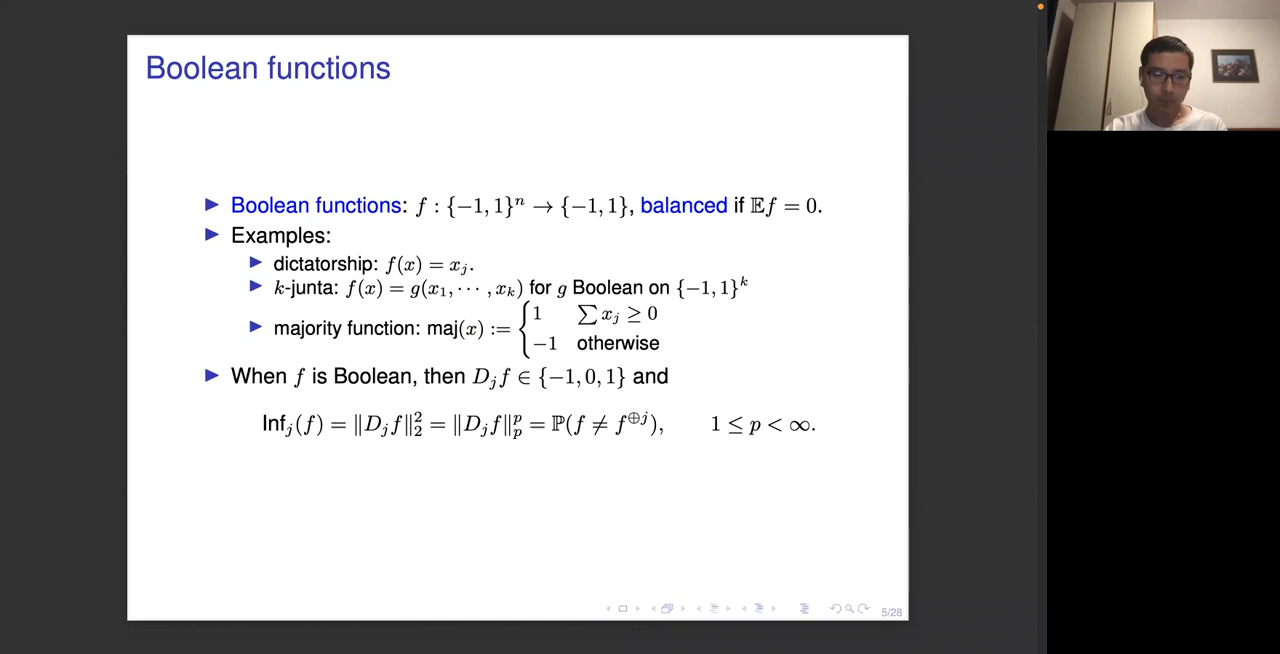 Boolean functions
▶ Boolean functions: f : {−1, 1}ⁿ → {−1, 1}, balanced if 𝔼f = 0.
▶ Examples:
▶ dictatorship: f(x) = xⱼ.
▶ k-junta: f(x) = g(x₁, ⋯ , xₖ) for g Boolean on {−1, 1}ᵏ
▶ majority function: maj(x) := { 1 ∑ xⱼ ≥ 0
−1 otherwise
▶ When f is Boolean, then Dⱼf ∈ {−1, 0, 1} and
Infⱼ(f) = ‖Dⱼf‖₂² = ‖Dⱼf‖ₚᵖ = ℙ(f ≠ f^{⊕j}), 1 ≤ p < ∞.
5/28